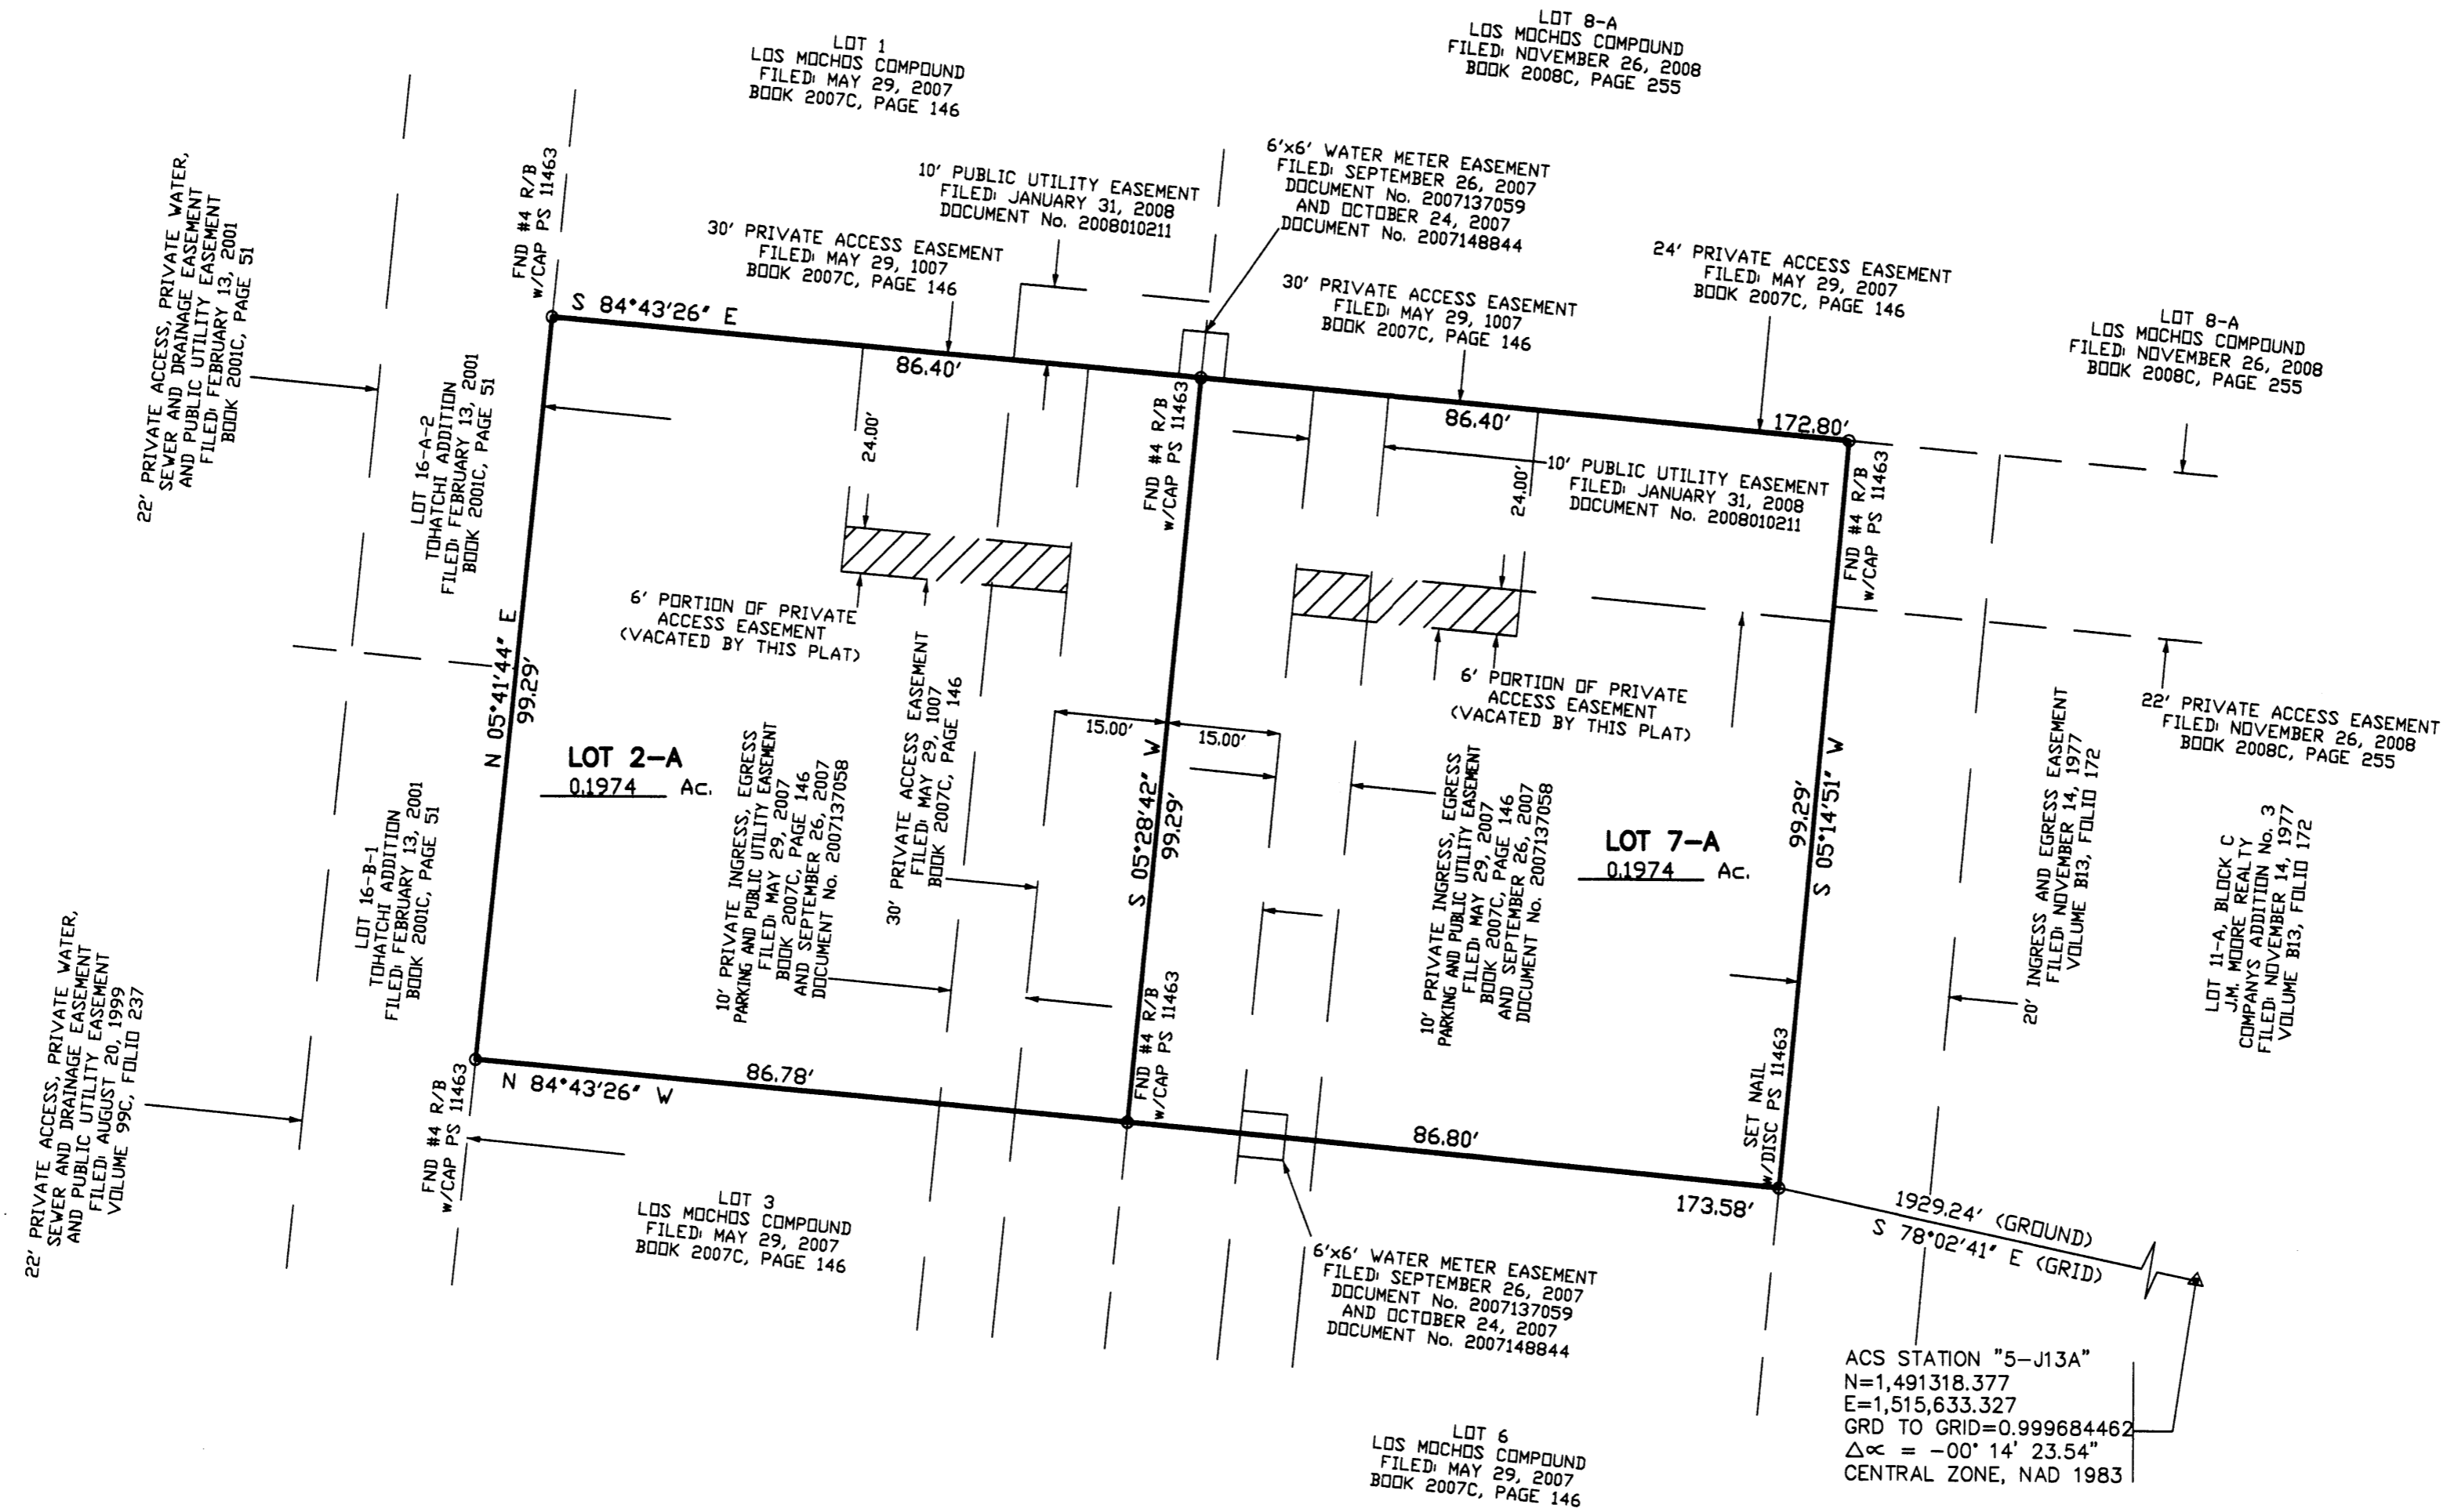 LOT 1
LOS MOCHOS COMPOUND
FILED: MAY 29, 2007
BOOK 2007C, PAGE 146
LOT 8-A
LOS MOCHOS COMPOUND
FILED: NOVEMBER 26, 2008
BOOK 2008C, PAGE 255
22' PRIVATE ACCESS, PRIVATE WATER,
SEWER AND DRAINAGE EASEMENT
AND PUBLIC UTILITY EASEMENT
FILED: FEBRUARY 13, 2001
BOOK 2001C, PAGE 51
FND #4 R/B
w/CAP PS 11463
10' PUBLIC UTILITY EASEMENT
FILED: JANUARY 31, 2008
DOCUMENT No. 2008010211
6'x6' WATER METER EASEMENT
FILED: SEPTEMBER 26, 2007
DOCUMENT No. 2007137059
AND OCTOBER 24, 2007
DOCUMENT No. 2007148844
30' PRIVATE ACCESS EASEMENT
FILED: MAY 29, 1007
BOOK 2007C, PAGE 146
30' PRIVATE ACCESS EASEMENT
FILED: MAY 29, 1007
BOOK 2007C, PAGE 146
24' PRIVATE ACCESS EASEMENT
FILED: MAY 29, 2007
BOOK 2007C, PAGE 146
LOT 8-A
LOS MOCHOS COMPOUND
FILED: NOVEMBER 26, 2008
BOOK 2008C, PAGE 255
S 84°43'26" E
86.40'
86.40'
172.80'
LOT 16-A-2
TOHATCHI ADDITION
FILED: FEBRUARY 13, 2001
BOOK 2001C, PAGE 51
24.00'
FND #4 R/B
w/CAP PS 11463
10' PUBLIC UTILITY EASEMENT
FILED: JANUARY 31, 2008
DOCUMENT No. 2008010211
24.00'
FND #4 R/B
w/CAP PS 11463
6' PORTION OF PRIVATE
ACCESS EASEMENT
(VACATED BY THIS PLAT)
6' PORTION OF PRIVATE
ACCESS EASEMENT
(VACATED BY THIS PLAT)
N 05°41'44" E
99.29'
30' PRIVATE ACCESS EASEMENT
FILED: MAY 29, 1007
BOOK 2007C, PAGE 146
15.00'
15.00'
22' PRIVATE ACCESS EASEMENT
FILED: NOVEMBER 26, 2008
BOOK 2008C, PAGE 255
LOT 2-A
0.1974 Ac.
10' PRIVATE INGRESS, EGRESS
PARKING AND PUBLIC UTILITY EASEMENT
FILED: MAY 29, 2007
BOOK 2007C, PAGE 146
AND SEPTEMBER 26, 2007
DOCUMENT No. 2007137058
S 05°28'42" W
99.29'
10' PRIVATE INGRESS, EGRESS
PARKING AND PUBLIC UTILITY EASEMENT
FILED: MAY 29, 2007
BOOK 2007C, PAGE 146
AND SEPTEMBER 26, 2007
DOCUMENT No. 2007137058
LOT 7-A
0.1974 Ac.
99.29'
S 05°14'51" W
20' INGRESS AND EGRESS EASEMENT
FILED: NOVEMBER 14, 1977
VOLUME B13, FOLIO 172
LOT 11-A, BLOCK C
J.M. MOORE REALTY
COMPANYS ADDITION No. 3
FILED: NOVEMBER 14, 1977
VOLUME B13, FOLIO 172
LOT 16-B-1
TOHATCHI ADDITION
FILED: FEBRUARY 13, 2001
BOOK 2001C, PAGE 51
22' PRIVATE ACCESS, PRIVATE WATER,
SEWER AND DRAINAGE EASEMENT
AND PUBLIC UTILITY EASEMENT
FILED: AUGUST 20, 1999
VOLUME 99C, FOLIO 237
FND #4 R/B
w/CAP PS 11463
N 84°43'26" W
86.78'
FND #4 R/B
w/CAP PS 11463
86.80'
SET NAIL
w/DISC PS 11463
173.58'
1929.24' (GROUND)
S 78°02'41" E (GRID)
LOT 3
LOS MOCHOS COMPOUND
FILED: MAY 29, 2007
BOOK 2007C, PAGE 146
6'x6' WATER METER EASEMENT
FILED: SEPTEMBER 26, 2007
DOCUMENT No. 2007137059
AND OCTOBER 24, 2007
DOCUMENT No. 2007148844
ACS STATION "5-J13A"
N=1,491318.377
E=1,515,633.327
GRD TO GRID=0.999684462
Δ∝ = -00° 14' 23.54"
CENTRAL ZONE, NAD 1983
LOT 6
LOS MOCHOS COMPOUND
FILED: MAY 29, 2007
BOOK 2007C, PAGE 146